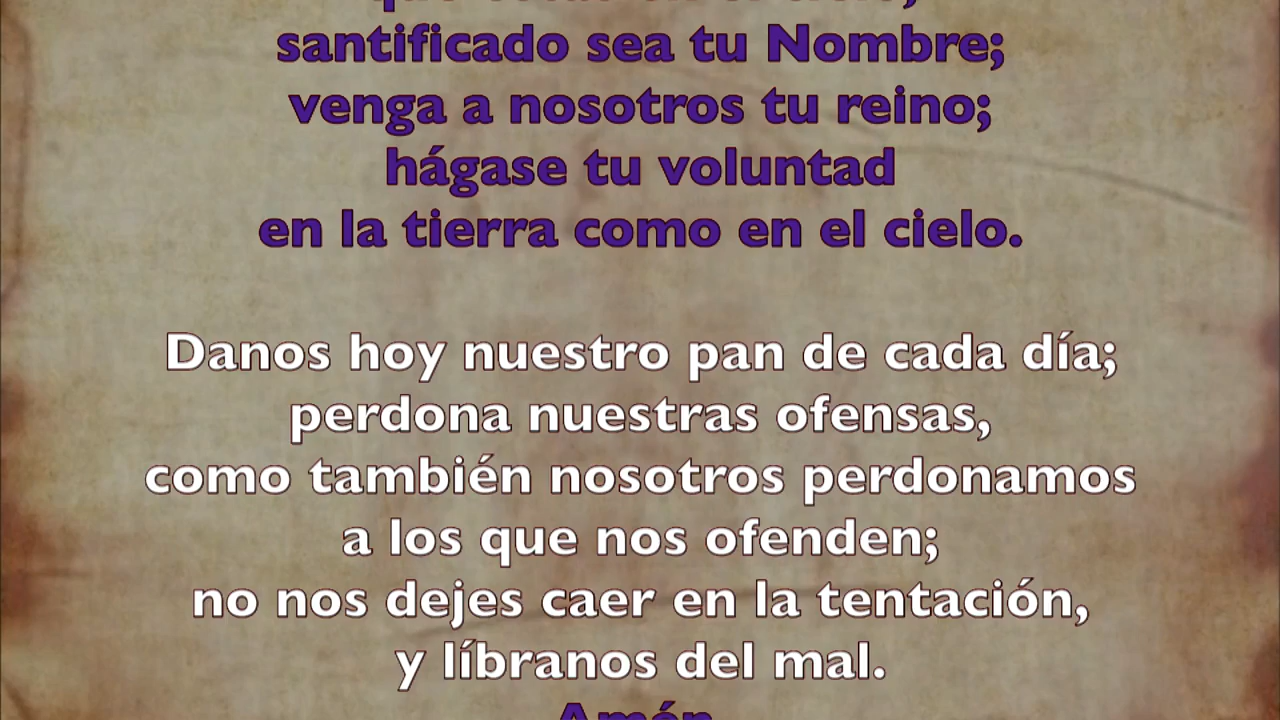 santificado sea tu Nombre;
venga a nosotros tu reino;
hágase tu voluntad
en la tierra como en el cielo.
Danos hoy nuestro pan de cada día;
perdona nuestras ofensas,
como también nosotros perdonamos
a los que nos ofenden;
no nos dejes caer en la tentación,
y líbranos del mal.
Amén